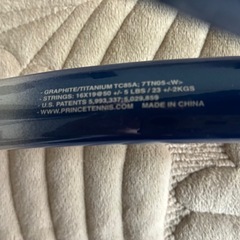 - GRAPHITE/TITANIUM TC65A; 7TN05<W>
- STRINGS: 16X19@50 +/- 5 LBS / 23 +/-2KGS
- U.S. PATENTS 5,993,337; 5,029,859
- WWW.PRINCETENNIS.COM - MADE IN CHINA